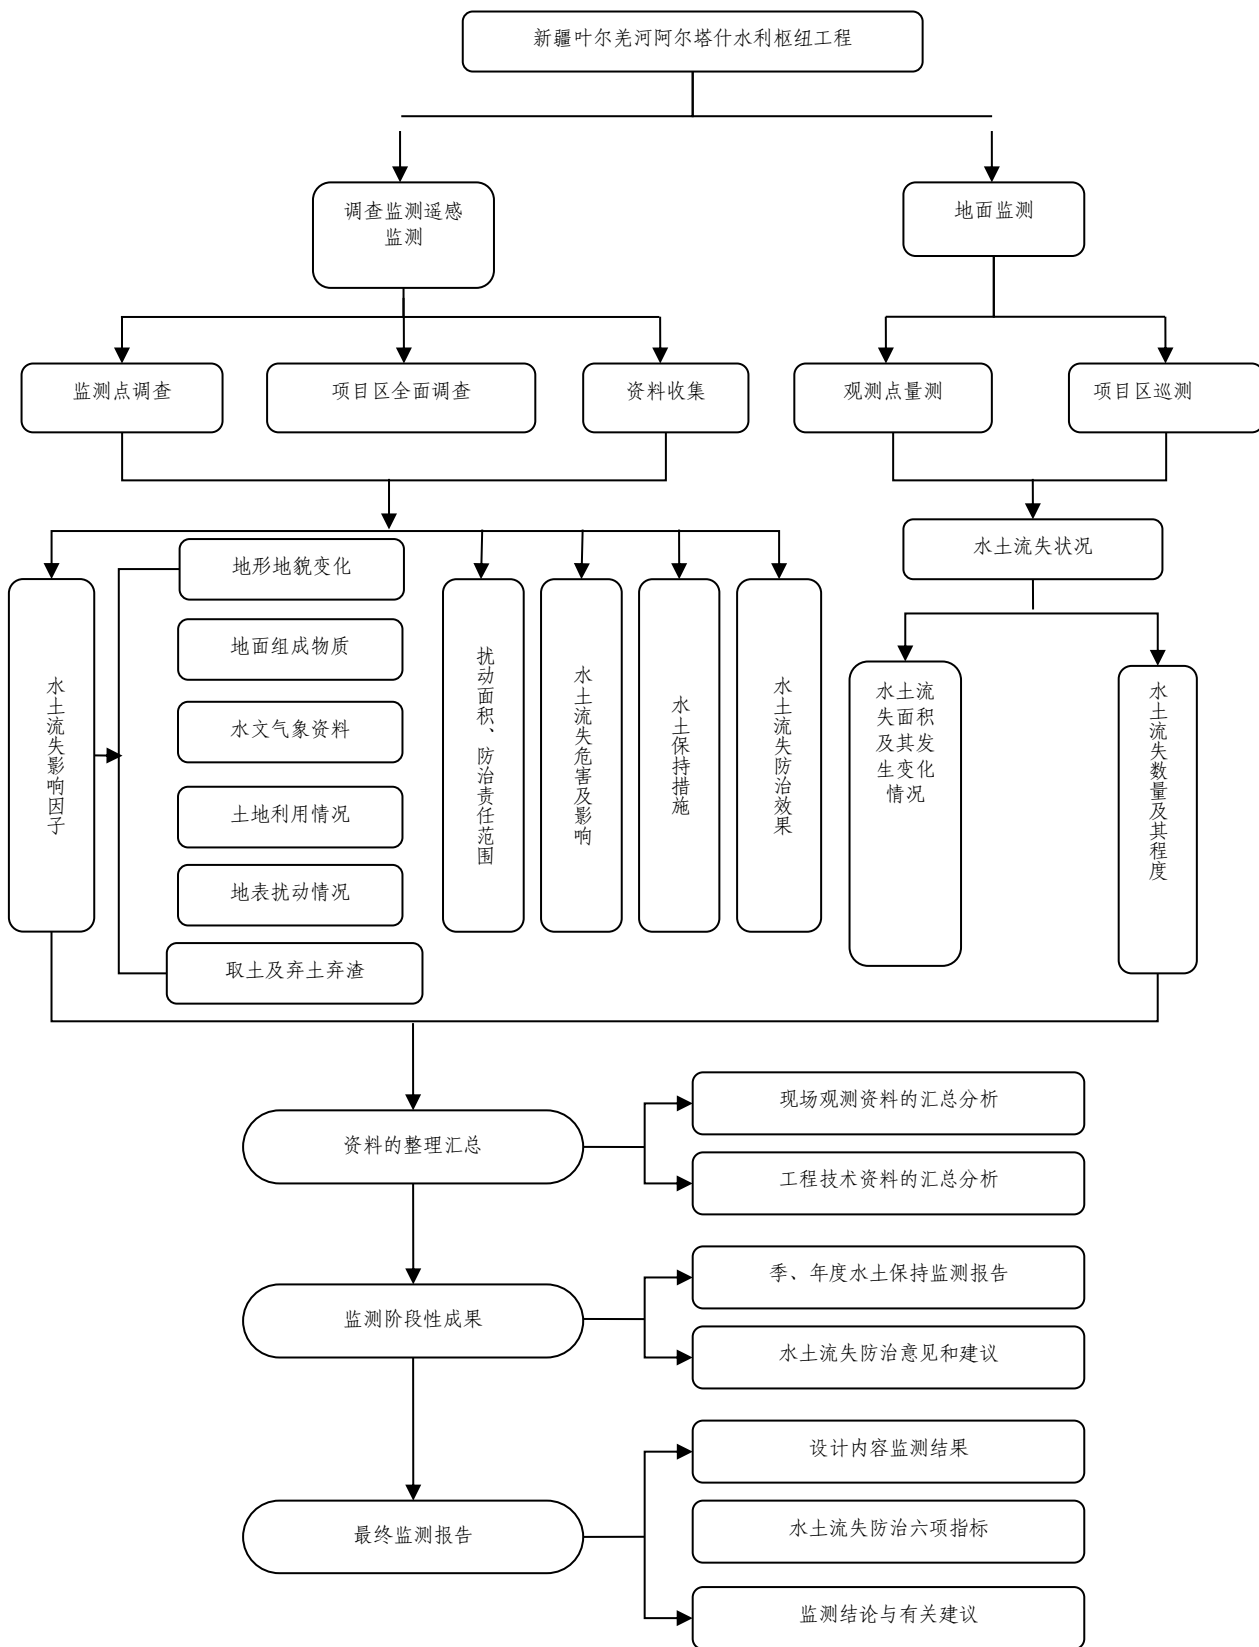 新疆叶尔羌河阿尔塔什水利枢纽工程
调查监测遥感
监测
地面监测
监测点调查
项目区全面调查
资料收集
观测点量测
项目区巡测
水土流失状况
水土流失影响因子
地形地貌变化
地面组成物质
水文气象资料
土地利用情况
地表扰动情况
取土及弃土弃渣
扰动面积、防治责任范围
水土流失危害及影响
水土保持措施
水土流失防治效果
水土流
失面积
及其发
生变化
情况
水土流失数量及其程度
资料的整理汇总
现场观测资料的汇总分析
工程技术资料的汇总分析
监测阶段性成果
季、年度水土保持监测报告
水土流失防治意见和建议
最终监测报告
设计内容监测结果
水土流失防治六项指标
监测结论与有关建议